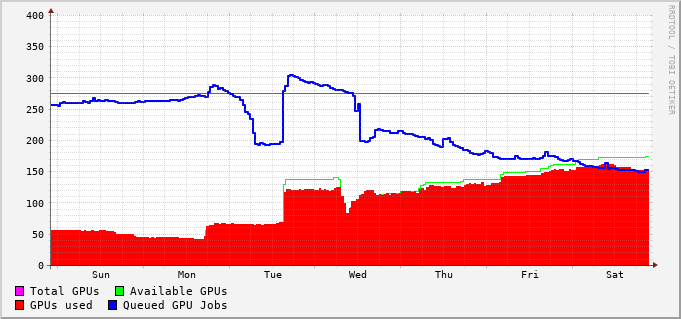 400
350
300
250
200
150
100
50
0
Sun Mon Tue Wed Thu Fri Sat
Total GPUs Available GPUs
GPUs used Queued GPU Jobs
RRDTOOL / TOBI OETIKER